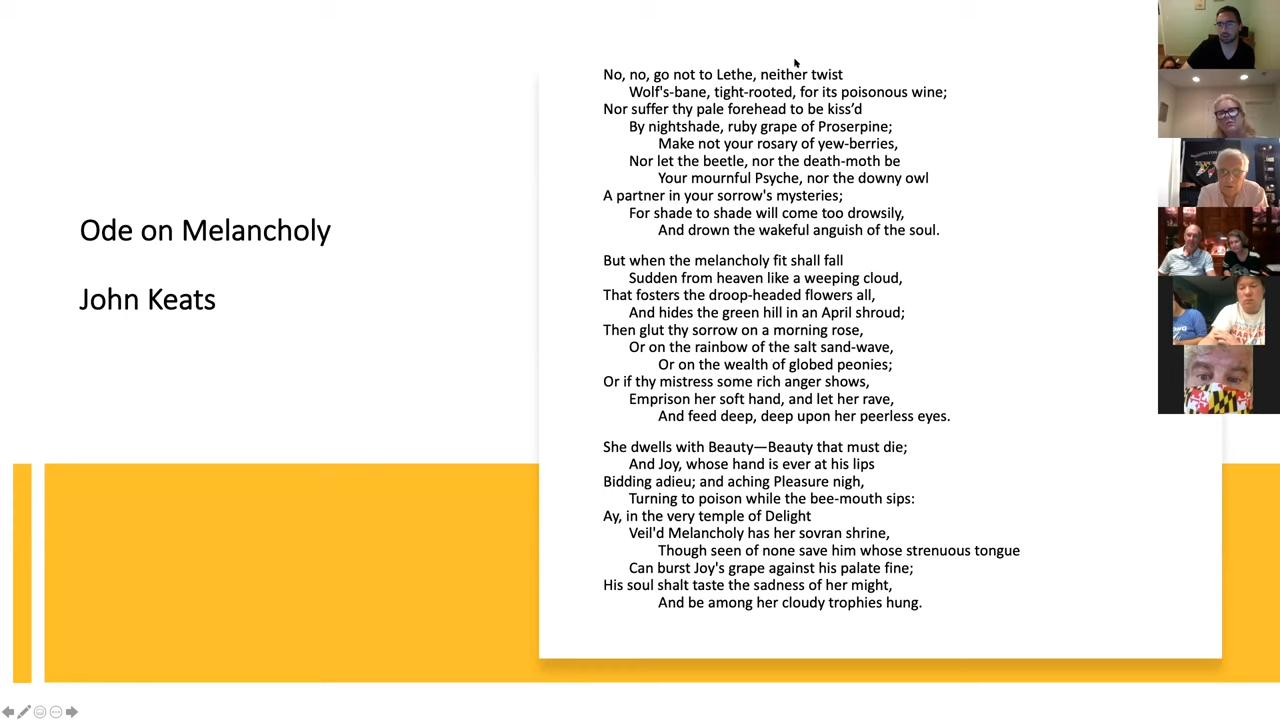 Ode on Melancholy
John Keats
No, no, go not to Lethe, neither twist
Wolf's-bane, tight-rooted, for its poisonous wine;
Nor suffer thy pale forehead to be kiss’d
By nightshade, ruby grape of Proserpine;
Make not your rosary of yew-berries,
Nor let the beetle, nor the death-moth be
Your mournful Psyche, nor the downy owl
A partner in your sorrow's mysteries;
For shade to shade will come too drowsily,
And drown the wakeful anguish of the soul.
But when the melancholy fit shall fall
Sudden from heaven like a weeping cloud,
That fosters the droop-headed flowers all,
And hides the green hill in an April shroud;
Then glut thy sorrow on a morning rose,
Or on the rainbow of the salt sand-wave,
Or on the wealth of globed peonies;
Or if thy mistress some rich anger shows,
Emprison her soft hand, and let her rave,
And feed deep, deep upon her peerless eyes.
She dwells with Beauty—Beauty that must die;
And Joy, whose hand is ever at his lips
Bidding adieu; and aching Pleasure nigh,
Turning to poison while the bee-mouth sips:
Ay, in the very temple of Delight
Veil'd Melancholy has her sovran shrine,
Though seen of none save him whose strenuous tongue
Can burst Joy's grape against his palate fine;
His soul shalt taste the sadness of her might,
And be among her cloudy trophies hung.